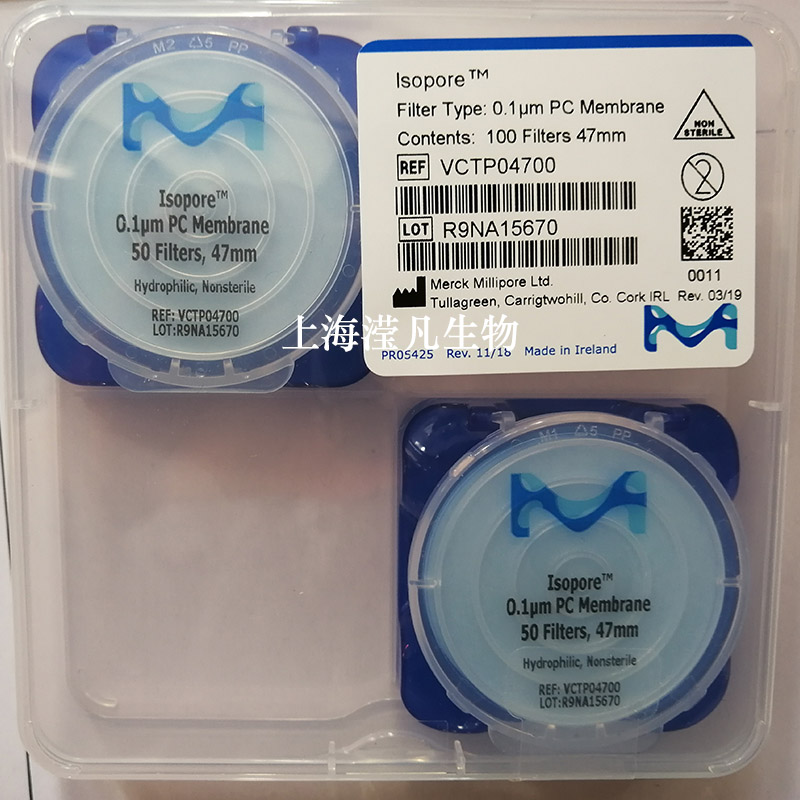 M2 5 PP
Isopore™
0.1µm PC Membrane
50 Filters, 47mm
Hydrophilic, Nonsterile
REF: VCTP04700
LOT:R9NA15670
Isopore™
Filter Type: 0.1µm PC Membrane
Contents: 100 Filters 47mm
REF VCTP04700
LOT R9NA15670
NON
STERILE
2
0011
Merck Millipore Ltd.
Tullagreen, Carrigtwohill, Co. Cork IRL Rev. 03/19
PR05425 Rev. 11/18 Made in Ireland
上海滢凡生物
M1 5 PP
Isopore™
0.1µm PC Membrane
50 Filters, 47mm
Hydrophilic, Nonsterile
REF: VCTP04700
LOT:R9NA15670